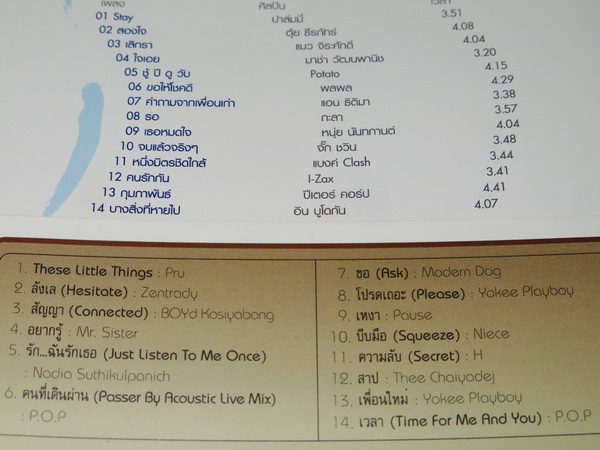 เพลง ศิลปิน เวลา
01 Stay ปาล์มมี่ 3.51
02 สองใจ ตุ้ย ธีรภัทร์ 4.08
03 เลิกรา แมว จิระศักดิ์ 4.04
04 ไจเอย มาช่า วัฒนพานิช 3.20
05 ชู้ ปี ดู วับ Potato 4.15
06 ขอให้โชคดี พลพล 4.29
07 คำถามจากเพื่อนเก่า แอน ธิติมา 3.38
08 รอ กะลา 3.57
09 เธอหมดใจ หนุ่ย นันทกานต์ 4.04
10 จบแล้วจริงๆ จั๊ก ชวิน 3.48
11 หนึ่งมิตรชิดใกล้ แบงค์ Clash 3.44
12 คนรักกัน I-Zax 3.41
13 กุมภาพันธ์ ปีเตอร์ คอร์ป 4.41
14 บางสิ่งที่หายไป อิน บูโดกัน 4.07
1. These Little Things : Pru
2. ลังเล (Hesitate) : Zentrady
3. สัญญา (Connected) : BOYd Kosiyabong
4. อยากรู้ : Mr. Sister
5. รัก...ฉันรักเธอ (Just Listen To Me Once)
: Nadia Suthikulpanich
6. คนที่เดินผ่าน (Passer By Acoustic Live Mix)
: P.O.P
7. ขอ (Ask) : Modern Dog
8. โปรดเถอะ (Please) : Yokee Playboy
9. เหงา : Pause
10. บีบมือ (Squeeze) : Niece
11. ความลับ (Secret) : H
12. สาป : Thee Chaiyadej
13. เพื่อนใหม่ : Yokee Playboy
14. เวลา (Time For Me And You) : P.O.P